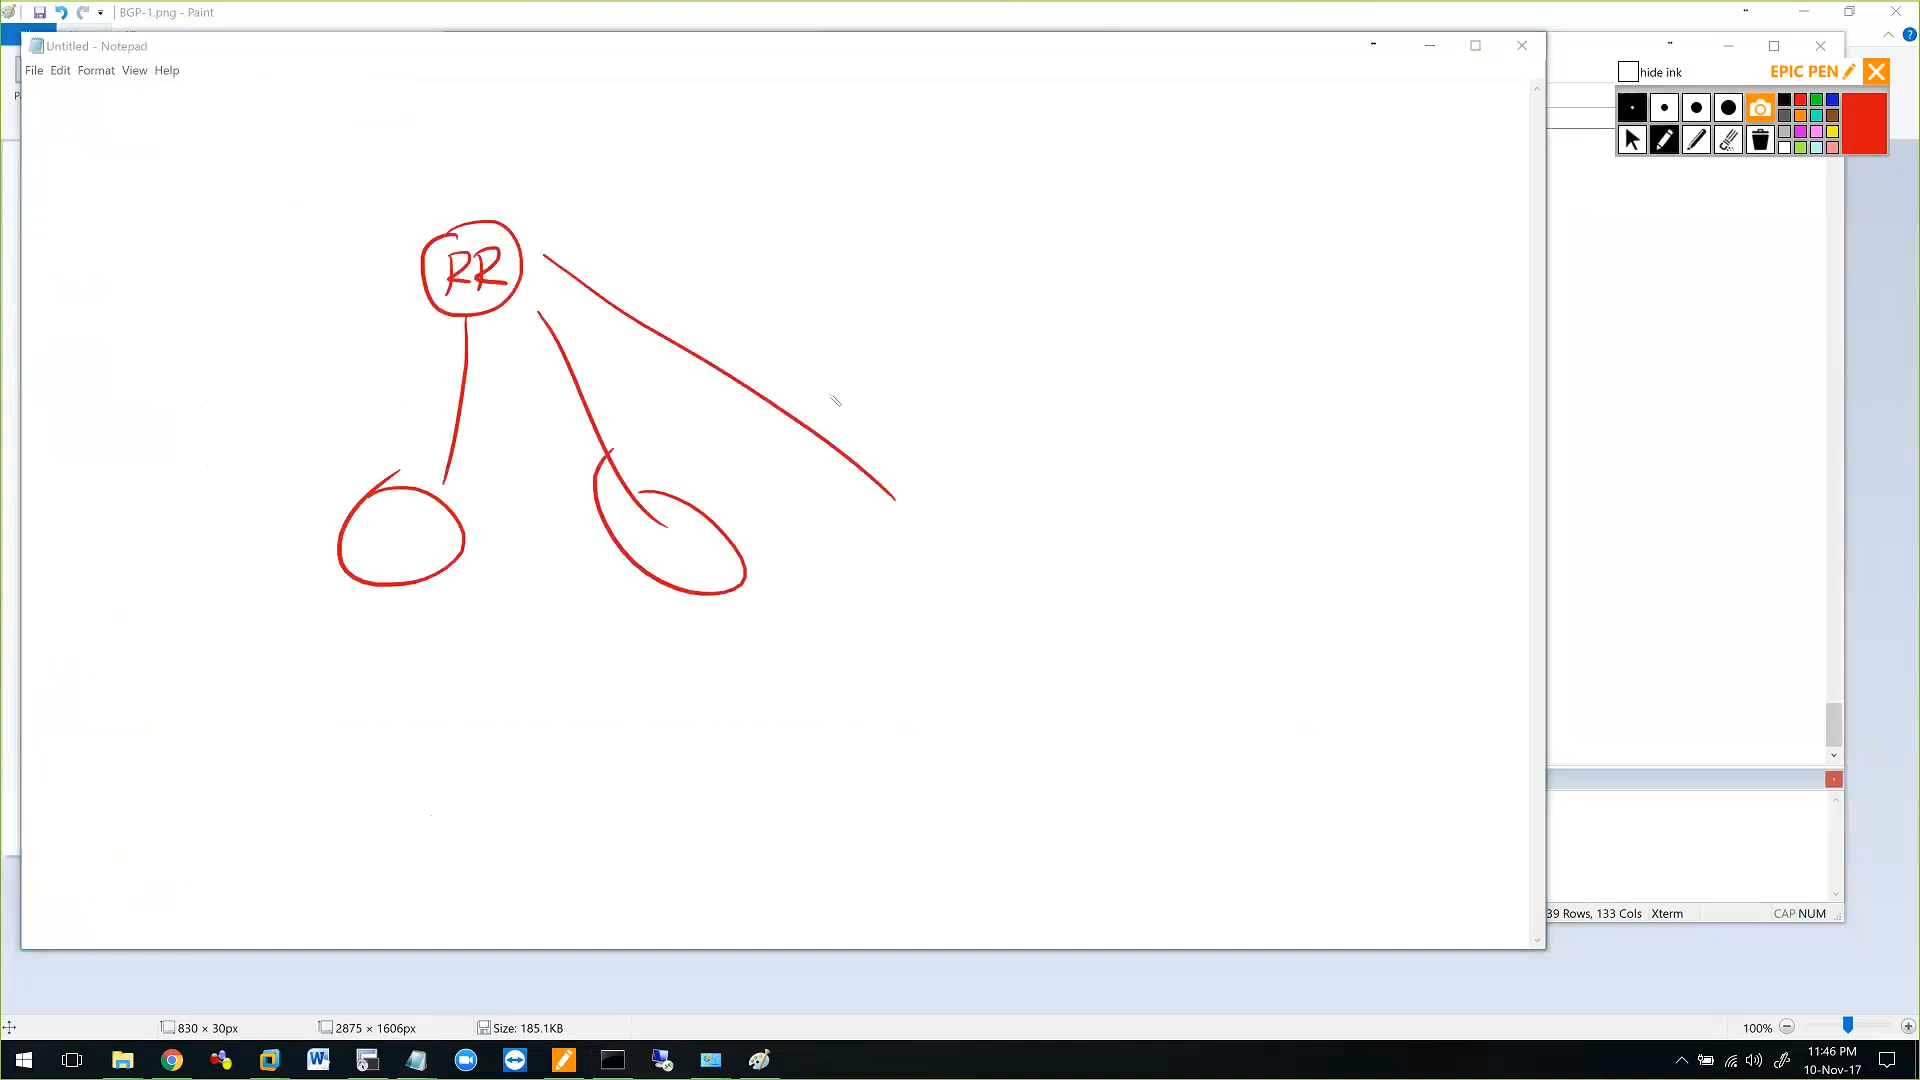 BGP-1.png - Paint
Untitled - Notepad
File Edit Format View Help
hide ink
EPIC PEN
RR
39 Rows, 133 Cols Xterm CAP NUM
830 × 30px 2875 × 1606px Size: 185.1KB 100%
11:46 PM
10-Nov-17